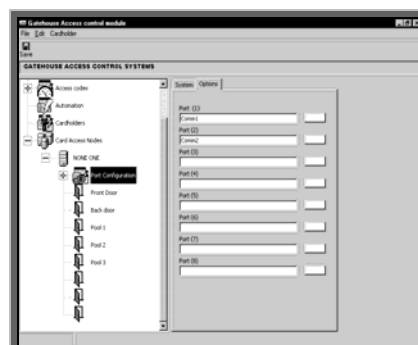 Gatehouse Access control module
File Edit Cardholder
Save
GATEHOUSE ACCESS CONTROL SYSTEMS
Access codes
Automation
Cardholders
Card Access Nodes
NONE ONE
Port Configuration
Front Door
Back door
Pool 1
Pool 2
Pool 3
System Options
Port (1)
Comm1
Port (2)
Comm2
Port (3)
Port (4)
Port (5)
Port (6)
Port (7)
Port (8)